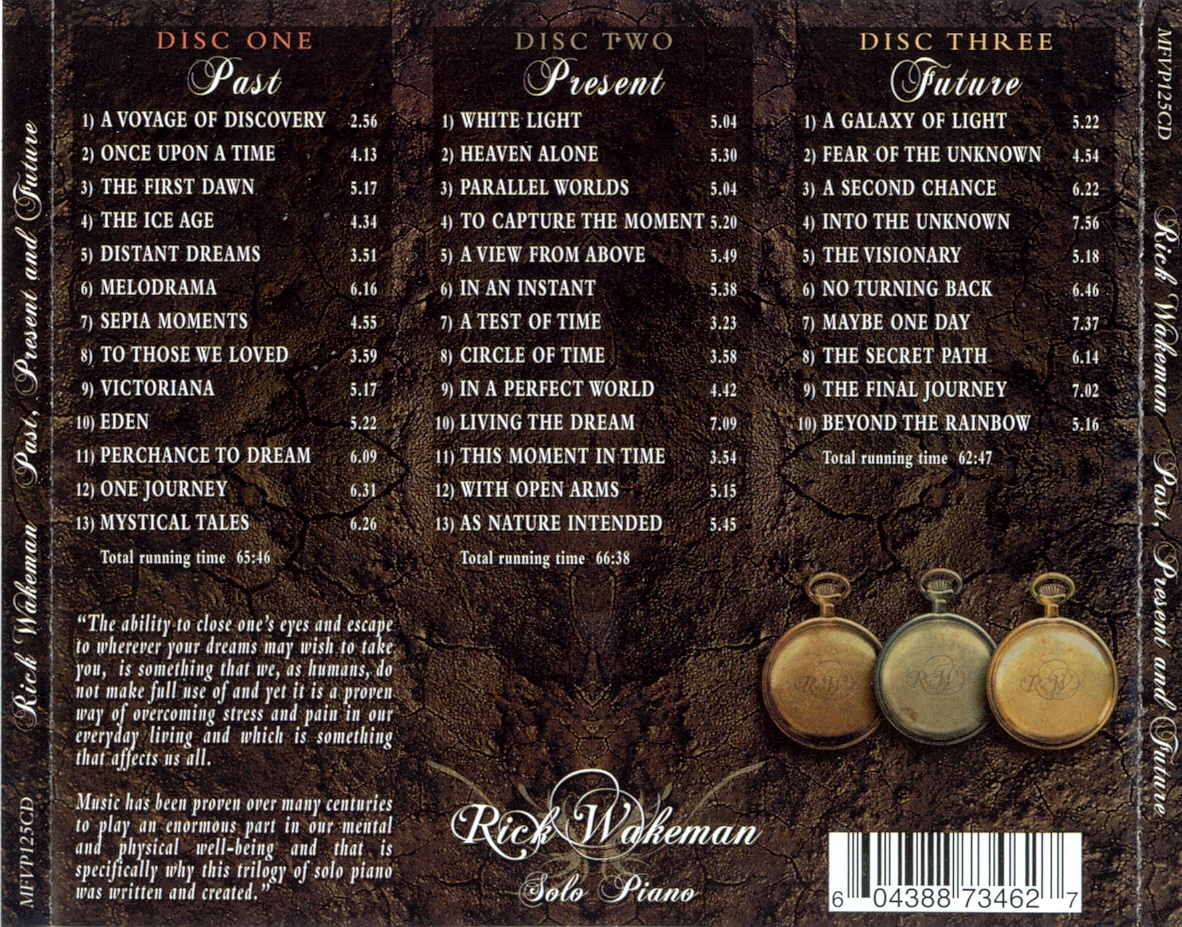 DISC ONE
Past
1) A VOYAGE OF DISCOVERY 2.56
2) ONCE UPON A TIME 4.13
3) THE FIRST DAWN 5.17
4) THE ICE AGE 4.34
5) DISTANT DREAMS 3.51
6) MELODRAMA 6.16
7) SEPIA MOMENTS 4.55
8) TO THOSE WE LOVED 3.59
9) VICTORIANA 5.17
10) EDEN 5.22
11) PERCHANCE TO DREAM 6.09
12) ONE JOURNEY 6.31
13) MYSTICAL TALES 6.26
Total running time 65:46
DISC TWO
Present
1) WHITE LIGHT 5.04
2) HEAVEN ALONE 5.30
3) PARALLEL WORLDS 5.04
4) TO CAPTURE THE MOMENT 5.20
5) A VIEW FROM ABOVE 5.49
6) IN AN INSTANT 5.38
7) A TEST OF TIME 3.23
8) CIRCLE OF TIME 3.58
9) IN A PERFECT WORLD 4.42
10) LIVING THE DREAM 7.09
11) THIS MOMENT IN TIME 3.54
12) WITH OPEN ARMS 5.15
13) AS NATURE INTENDED 5.45
Total running time 66:38
DISC THREE
Future
1) A GALAXY OF LIGHT 5.22
2) FEAR OF THE UNKNOWN 4.54
3) A SECOND CHANCE 6.22
4) INTO THE UNKNOWN 7.56
5) THE VISIONARY 5.18
6) NO TURNING BACK 6.46
7) MAYBE ONE DAY 7.37
8) THE SECRET PATH 6.14
9) THE FINAL JOURNEY 7.02
10) BEYOND THE RAINBOW 5.16
Total running time 62:47
"The ability to close one's eyes and escape
to wherever your dreams may wish to take
you, is something that we, as humans, do
not make full use of and yet it is a proven
way of overcoming stress and pain in our
everyday living and which is something
that affects us all.
Music has been proven over many centuries
to play an enormous part in our mental
and physical well-being and that is
specifically why this trilogy of solo piano
was written and created."
RW
RW
RW
Rick Wakeman
Solo Piano
6 04388 73462 7
MFVP125CD Rick Wakeman Past, Present and Future
MFVP125CD Rick Wakeman Past, Present and Future